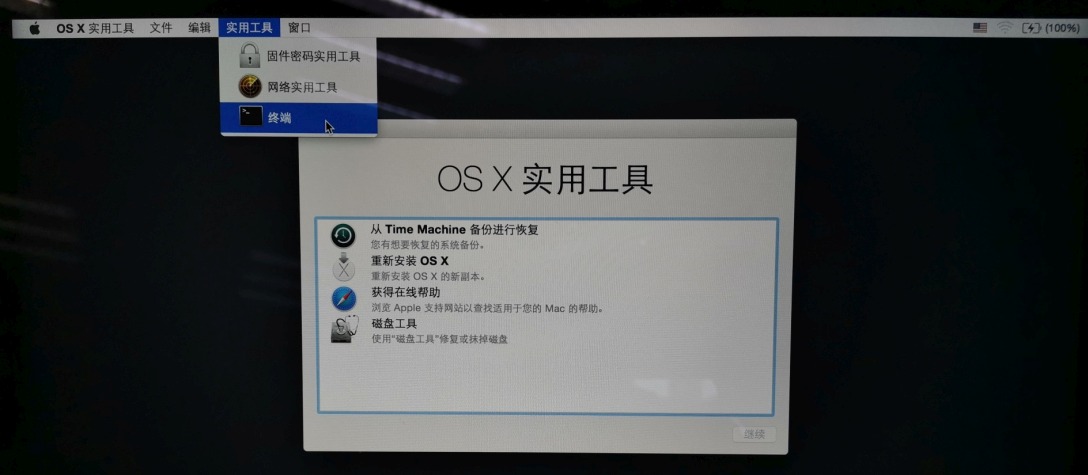 OS X 实用工具 文件 编辑 实用工具 窗口 (100%)
固件密码实用工具
网络实用工具
终端
OS X 实用工具
从 Time Machine 备份进行恢复
您有想要恢复的系统备份。
重新安装 OS X
重新安装 OS X 的新副本。
获得在线帮助
浏览 Apple 支持网站以查找适用于您的 Mac 的帮助。
磁盘工具
使用“磁盘工具”修复或抹掉磁盘
继续